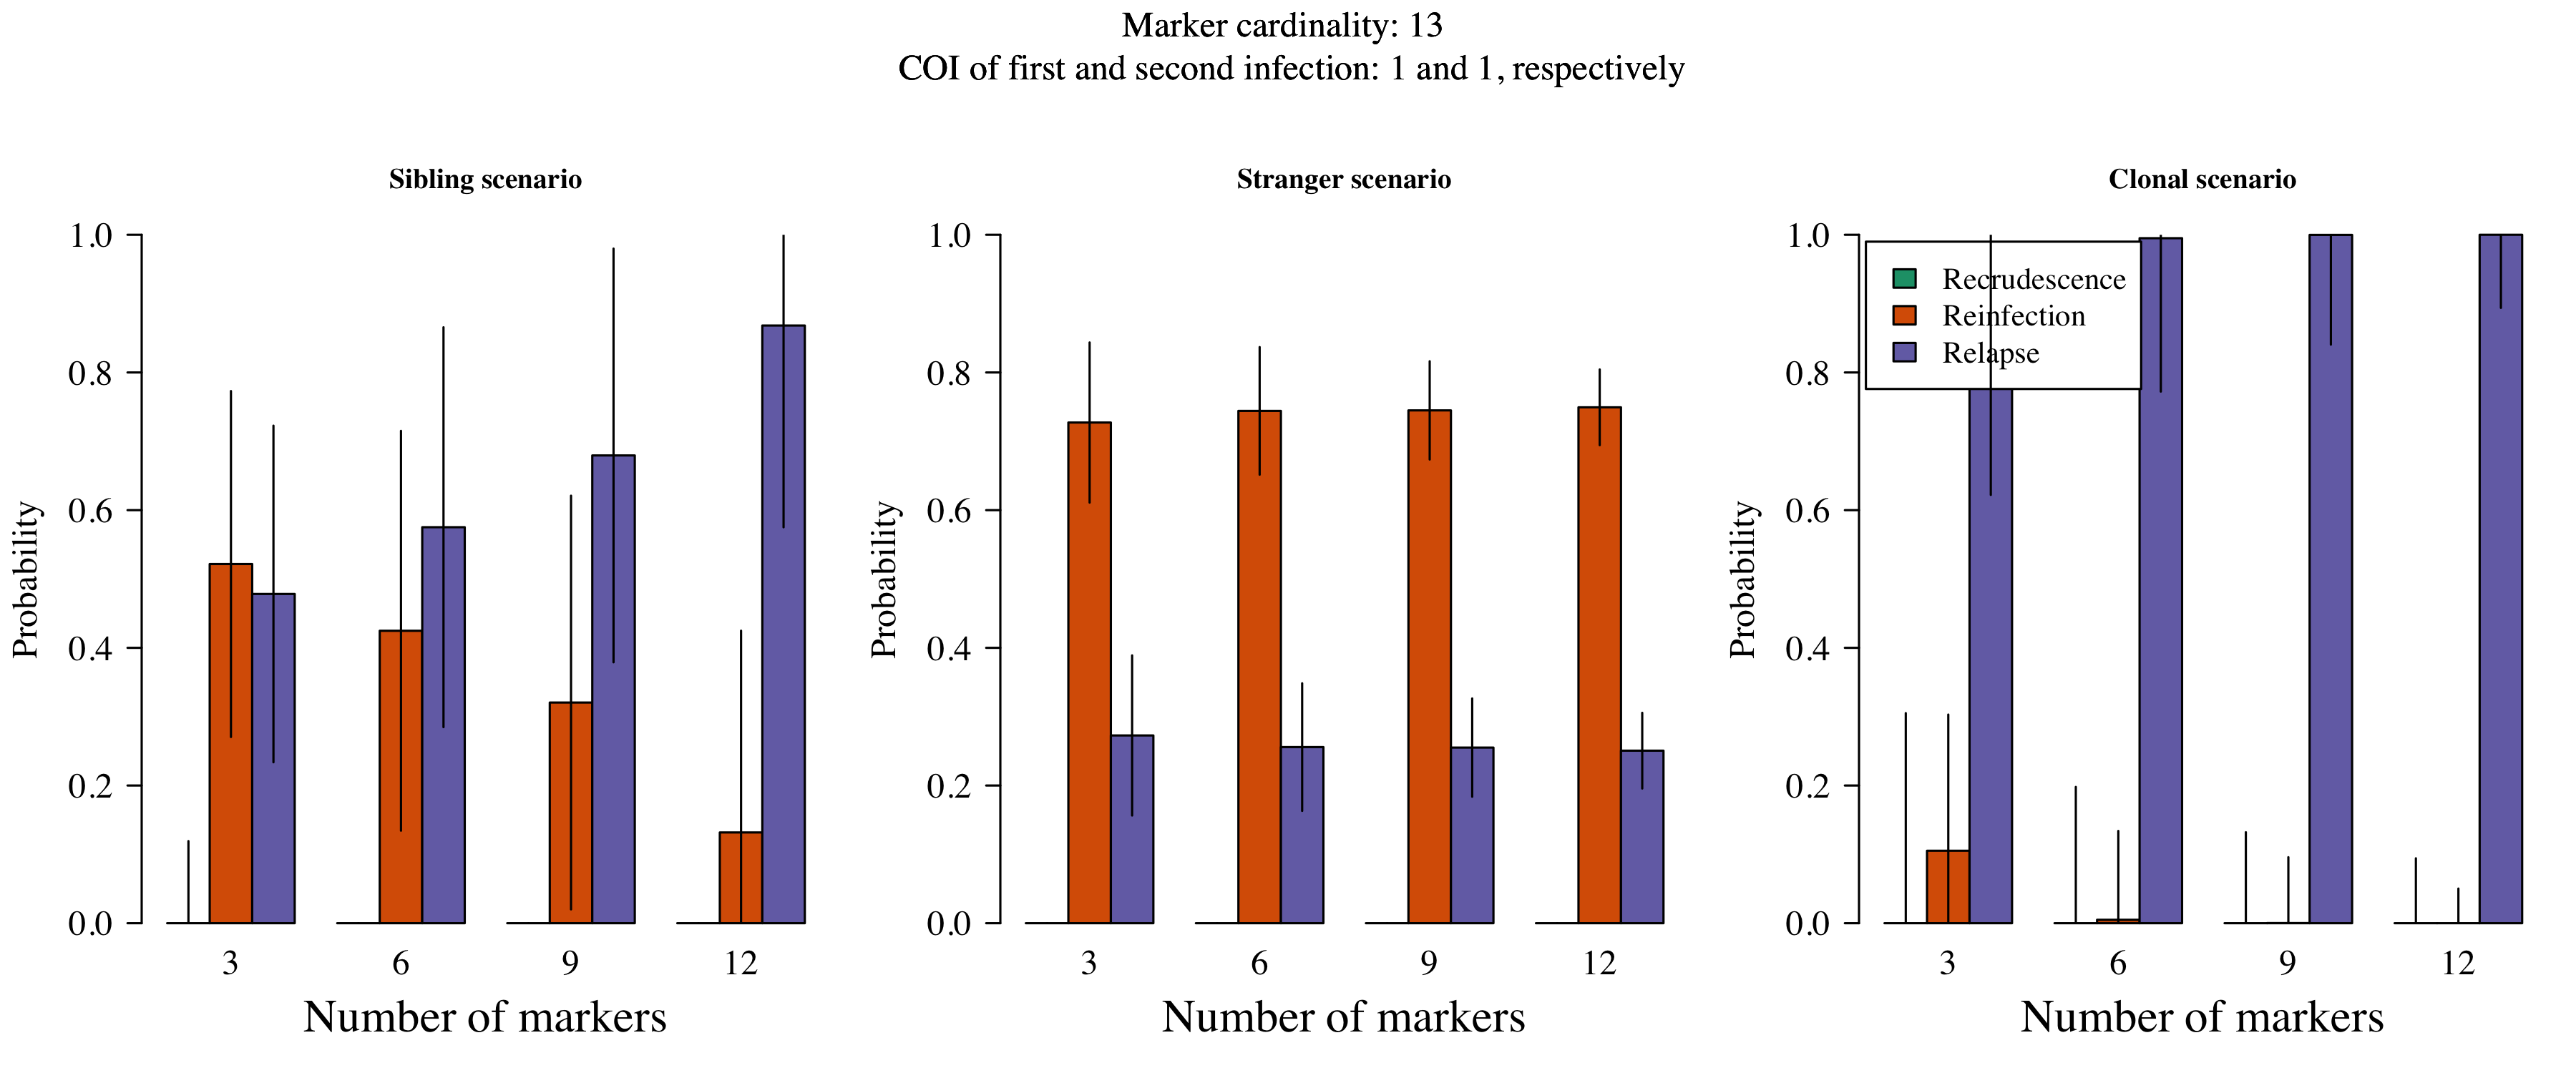 Marker cardinality: 13
COI of first and second infection: 1 and 1, respectively
Sibling scenario
1.0
0.8
0.6
0.4
0.2
0.0
Probability
3 6 9 12
Number of markers
Stranger scenario
1.0
0.8
0.6
0.4
0.2
0.0
Probability
3 6 9 12
Number of markers
Clonal scenario
1.0
0.8
0.6
0.4
0.2
0.0
Probability
Recrudescence
Reinfection
Relapse
3 6 9 12
Number of markers